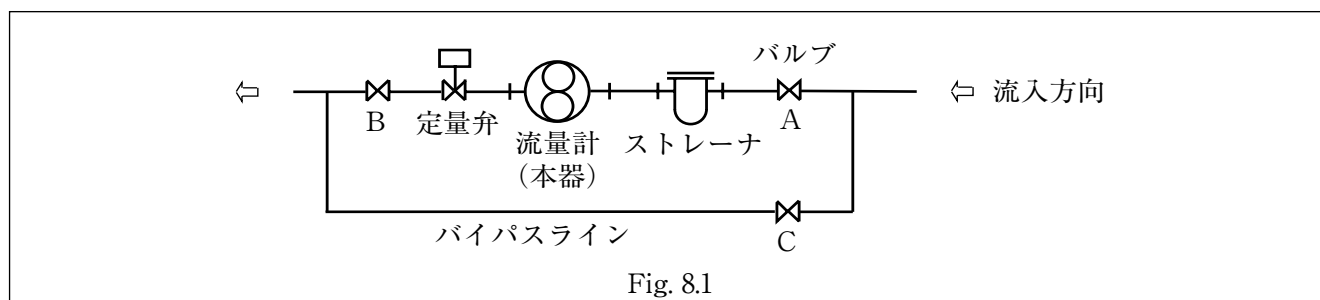 バルブ
⇦ ⇦ 流入方向
B 定量弁 流量計 ストレーナ A
(本器)
バイパスライン C
Fig. 8.1